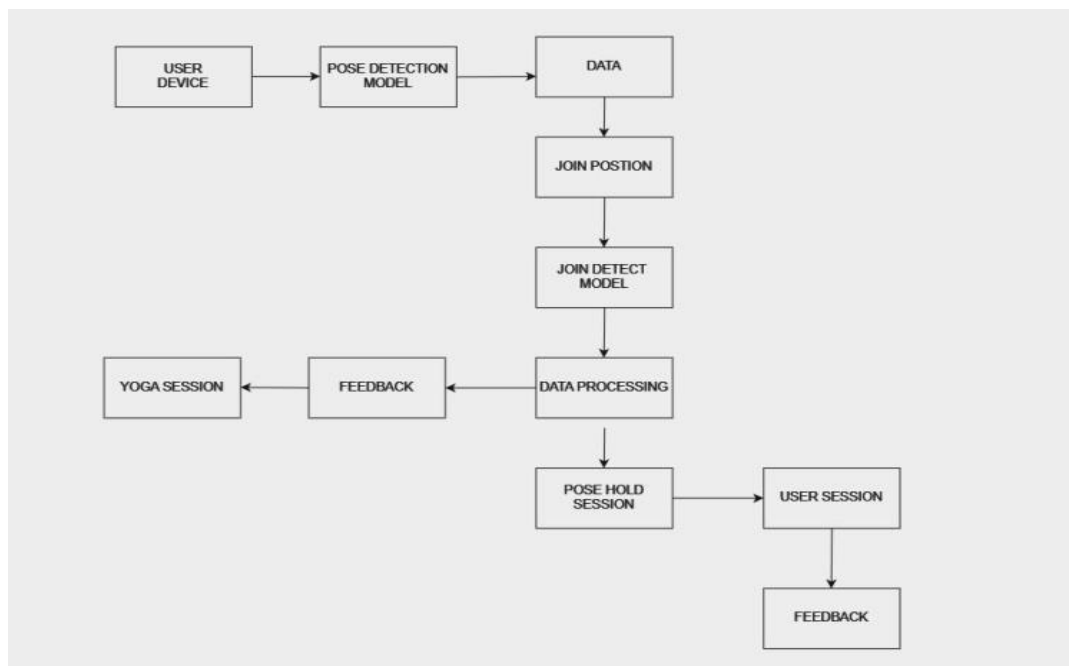 USER
DEVICE
POSE DETECTION
MODEL
DATA
JOIN POSTION
JOIN DETECT
MODEL
YOGA SESSION
FEEDBACK
DATA PROCESSING
POSE HOLD
SESSION
USER SESSION
FEEDBACK